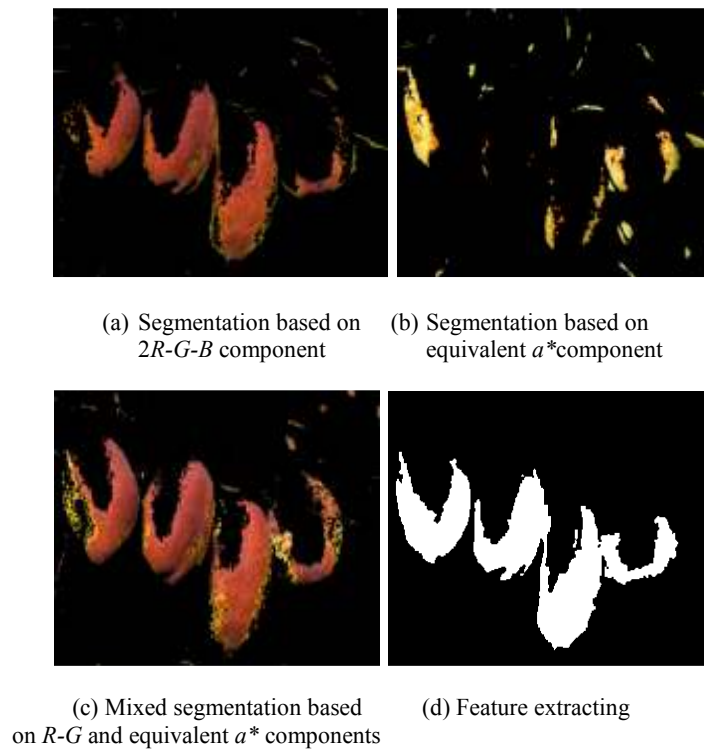 (a) Segmentation based on
2R-G-B component
(b) Segmentation based on
equivalent a*component
(c) Mixed segmentation based
on R-G and equivalent a* components
(d) Feature extracting